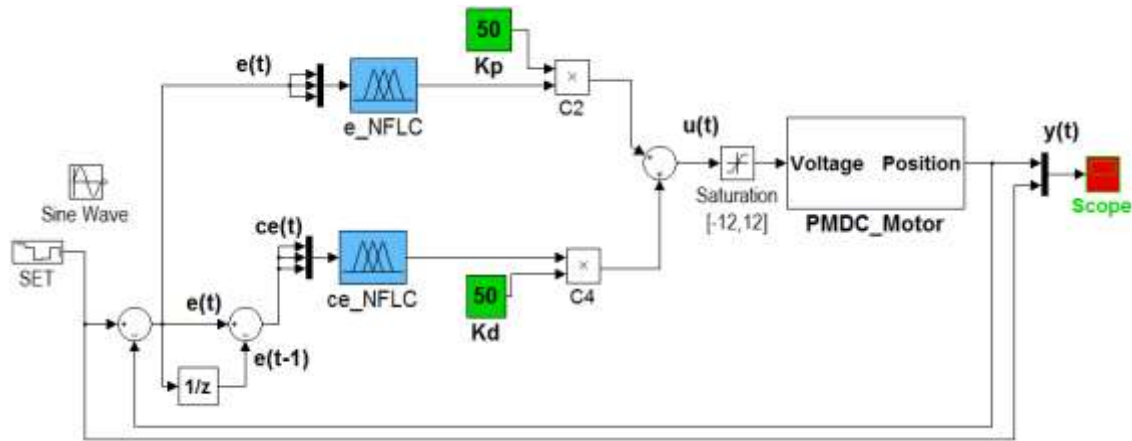 50
Kp
e(t)
e_NFLC
×
C2
u(t)
y(t)
Voltage Position
Saturation
[-12,12]
PMDC_Motor
Scope
Sine Wave
ce(t)
ce_NFLC
×
C4
50
Kd
SET
e(t)
e(t-1)
1/z